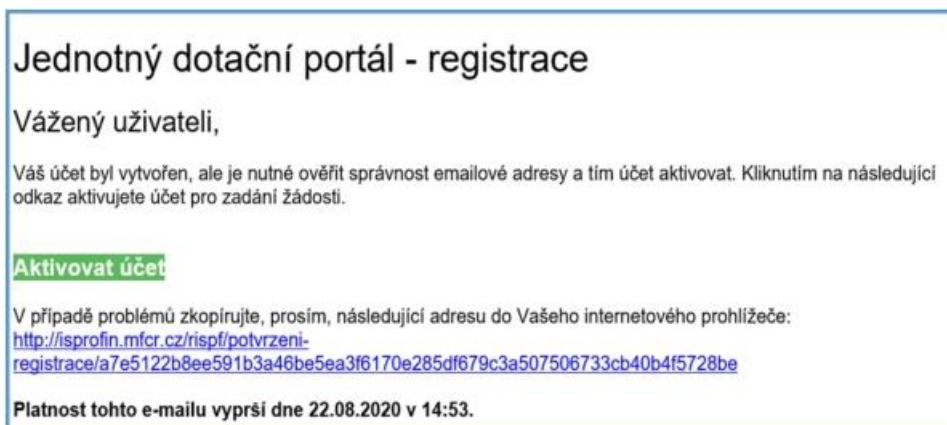 Jednotný dotační portál - registrace
Vážený uživateli,
Váš účet byl vytvořen, ale je nutné ověřit správnost emailové adresy a tím účet aktivovat. Kliknutím na následující
odkaz aktivujete účet pro zadání žádosti.
Aktivovat účet
V případě problémů zkopírujte, prosím, následující adresu do Vašeho internetového prohlížeče:
http://isprofin.mfcr.cz/rispf/potvrzeni-
registrace/a7e5122b8ee591b3a46be5ea3f6170e285df679c3a507506733cb40b4f5728be
Platnost tohto e-mailu vyprší dne 22.08.2020 v 14:53.